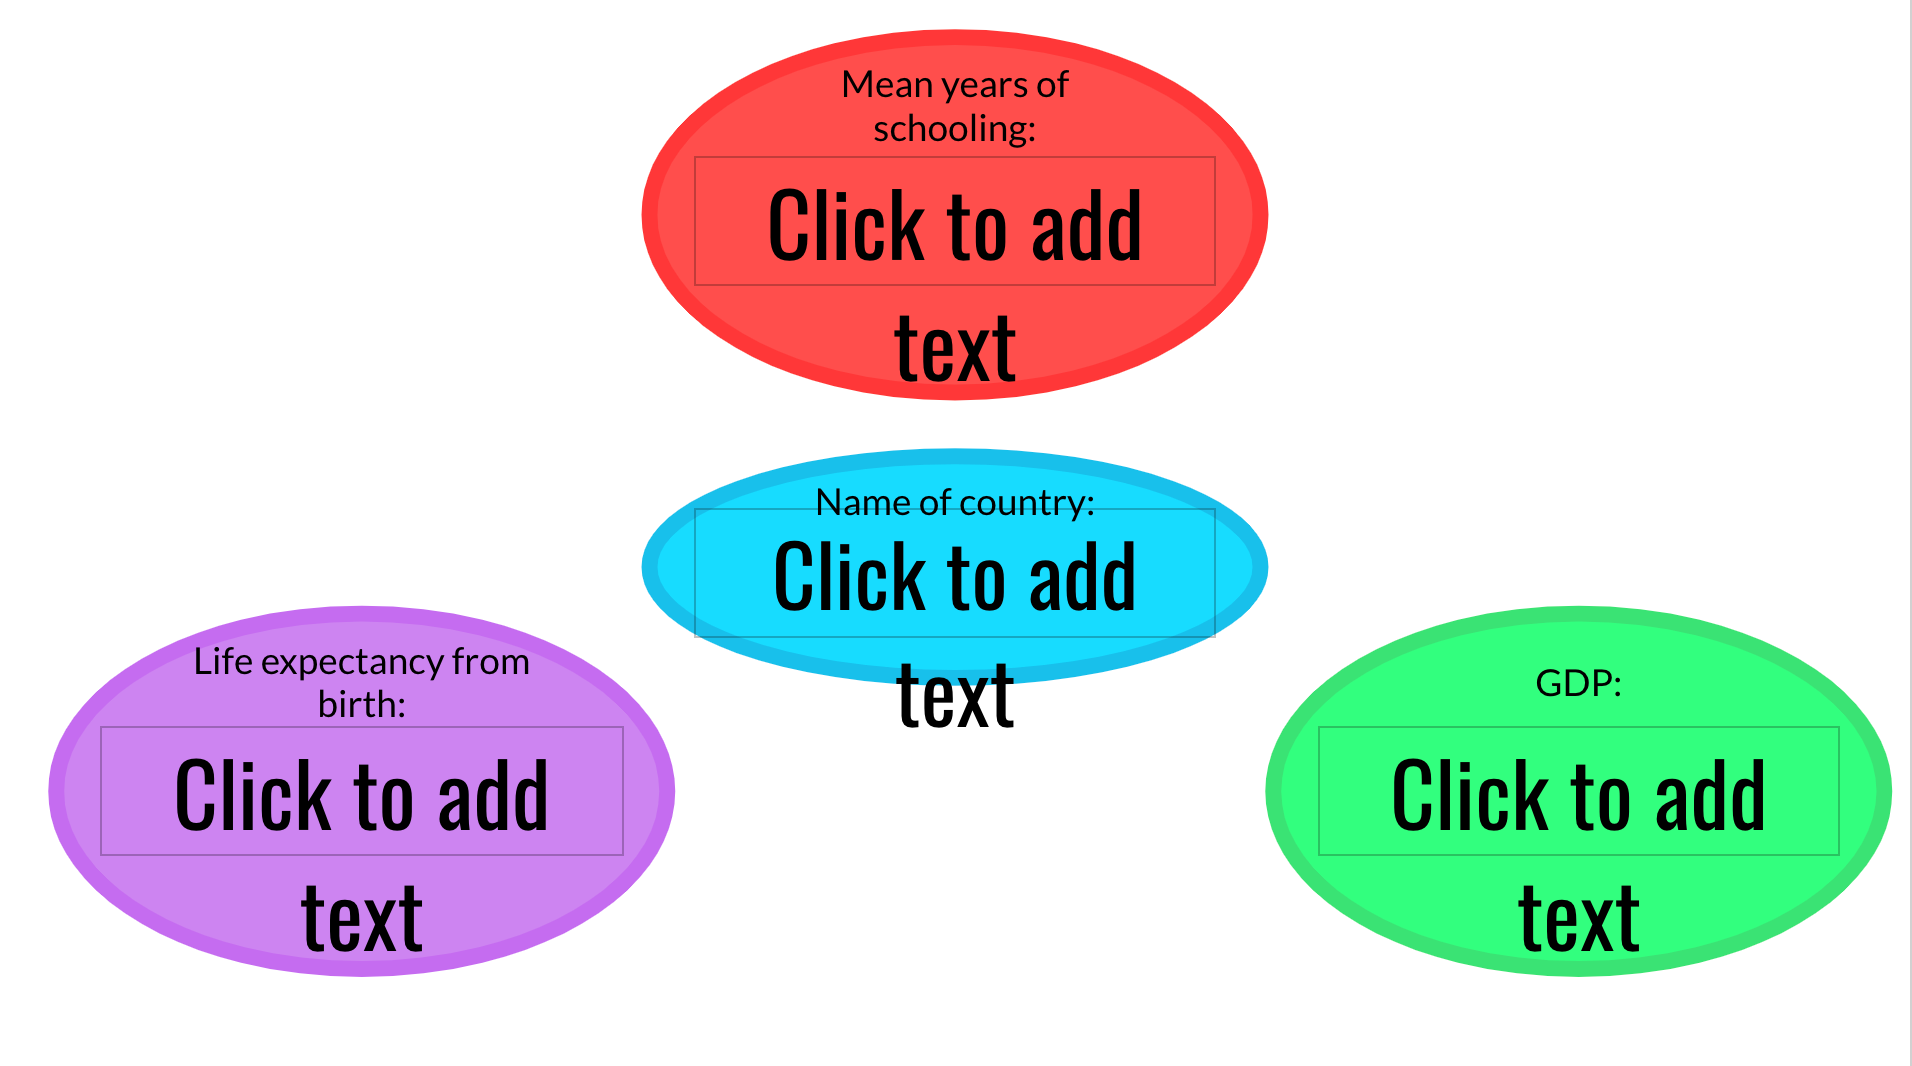 Mean years of
schooling:
Click to add
text
Name of country:
Click to add
text
Life expectancy from
birth:
Click to add
text
GDP:
Click to add
text